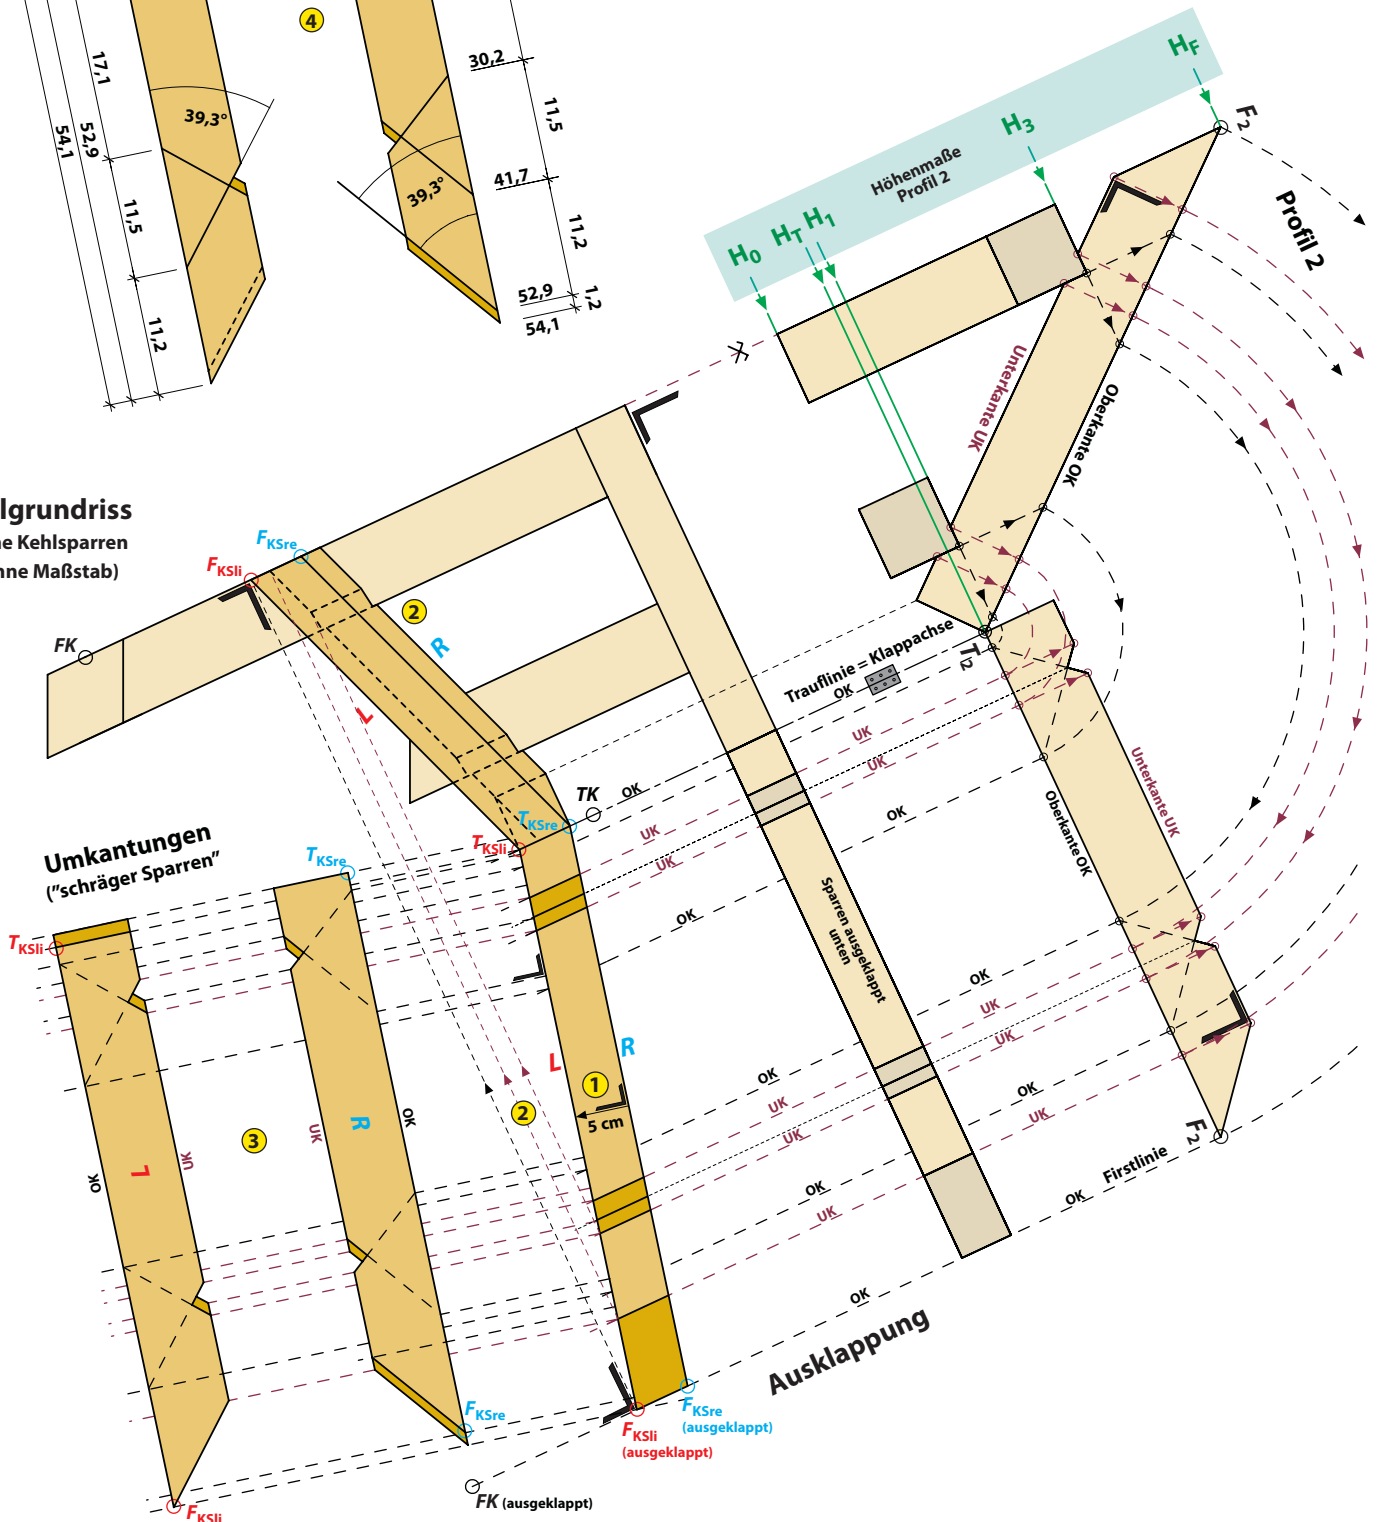 4
17,1
39,3°
52,9
54,1
11,5
11,2
30,2
11,5
41,7
39,3°
11,2
52,9
1,2
54,1
HF
F2
H3
Höhenmaße
Profil 2
H1
HT
H0
Profil 2
Unterkante UK
Oberkante OK
lgrundriss
ne Kehlsparren
nne Maßstab)
FKSre
FKSli
2
FK
R
L
Trauflinie = Klappachse
OK
T2
UK
UK
TK
OK
TKSre
TKSli
UK
UK
OK
OK
Unterkante UK
Oberkante OK
Umkantungen
("schräger Sparren"
TKSre
TKSli
Sparren ausgeklappt
unten
OK
UK
UK
R
L
1
5 cm
2
OK
UK
UK
OK
UK
3
L
OK
UK
R
UK
OK
F2
Firstlinie
OK
OK
UK
OK
Ausklappung
FKSre
FKSre
(ausgeklappt)
FKSli
(ausgeklappt)
FK (ausgeklappt)
FKSli